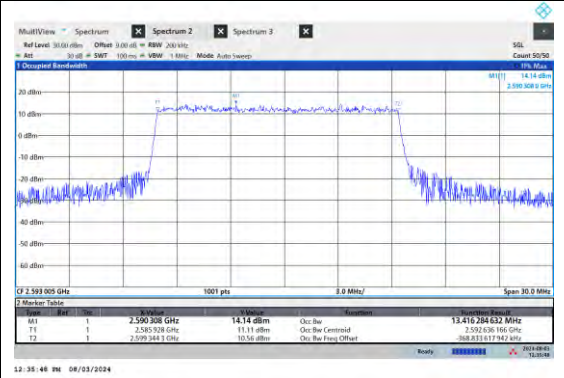 MultiView Spectrum Spectrum 2 Spectrum 3
Ref Level 30.00 dBm Offset 0.00 dB RBW 200 kHz SGL
Att 30 dB SWT 100 ms VBW 1 MHz Mode Auto Sweep Count 50/50
1 Occupied Bandwidth 1Pk Max
M1[1] 14.14 dBm
2.590 308 0 GHz
20 dBm
M1
T1 T2
10 dBm
0 dBm
-10 dBm
-20 dBm
-40 dBm
-50 dBm
-60 dBm
CF 2.593 005 GHz 1001 pts 3.0 MHz/ Span 30.0 MHz
2 Marker Table
Type Ref Trc X-Value Y-Value Function Function Result
M1 1 2.590308 GHz 14.14 dBm Occ Bw 13.416 284 632 MHz
T1 1 2.585 928 GHz 11.11 dBm Occ Bw Centroid 2.592 636 166 GHz
T2 1 2.599 344 3 GHz 10.56 dBm Occ Bw Freq Offset -368.833 617 942 kHz
Ready 2024-08-03
12:35:46
12:35:46 PM 08/03/2024